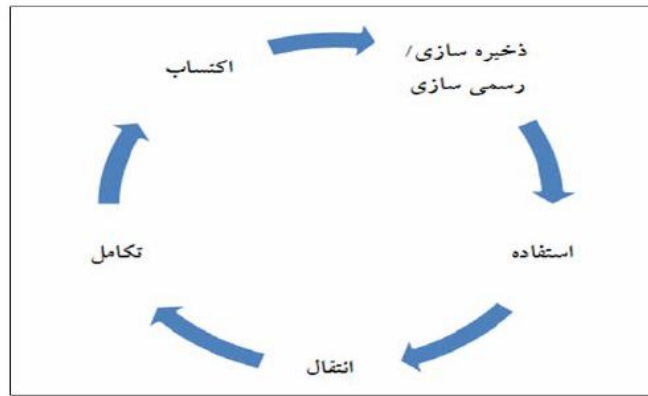 ذخیره سازی/
رسمی سازی
اکتساب
استفاده
تکامل
انتقال